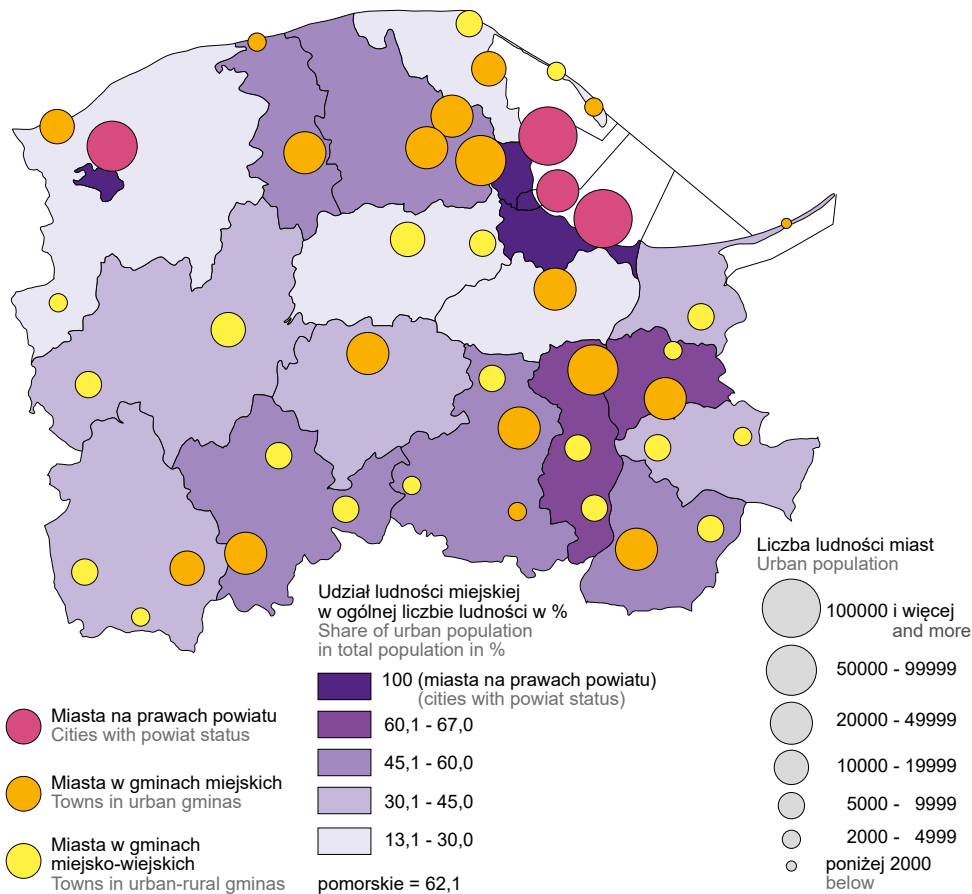 Miasta na prawach powiatu
Cities with powiat status
Miasta w gminach miejskich
Towns in urban gminas
Miasta w gminach
miejsko-wiejskich
Towns in urban-rural gminas
Udział ludności miejskiej
w ogólnej liczbie ludności w %
Share of urban population
in total population in %
100 (miasta na prawach powiatu)
(cities with powiat status)
60,1 - 67,0
45,1 - 60,0
30,1 - 45,0
13,1 - 30,0
pomorskie = 62,1
Liczba ludności miast
Urban population
100000 i więcej
and more
50000 - 99999
20000 - 49999
10000 - 19999
5000 - 9999
2000 - 4999
poniżej 2000
below